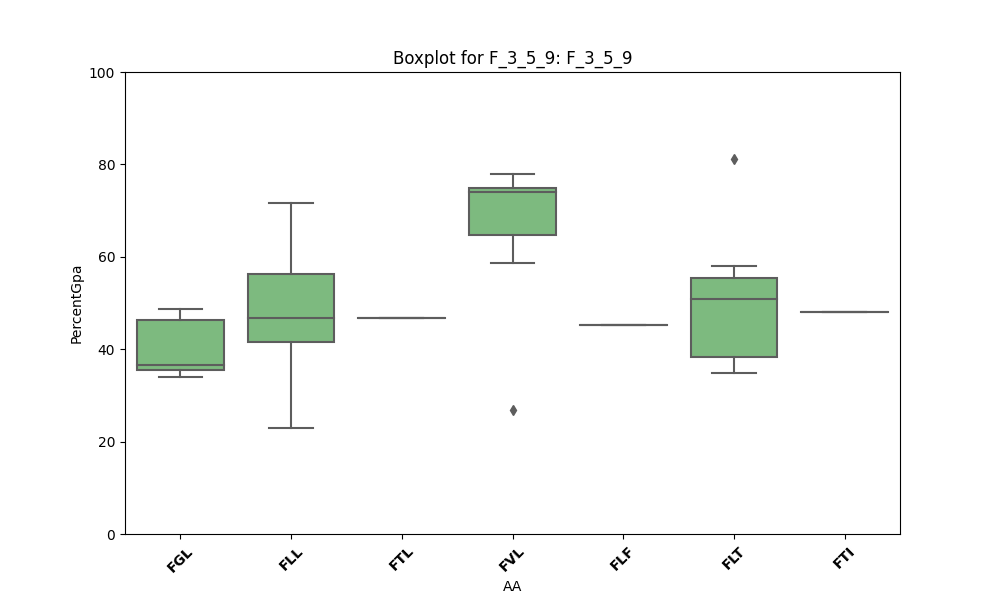 Boxplot for F_3_5_9: F_3_5_9
100
80
60
40
20
0
PercentGpa
FGL
FLL
FTL
FVL
FLF
FLT
FTI
AA